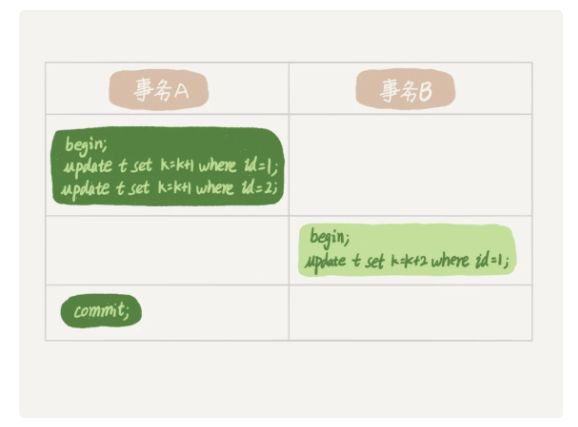 事务A
事务B
begin;
update t set k=k+1 where id=1;
update t set k=k+1 where id=2;
begin;
update t set k=k+2 where id=1;
commit;